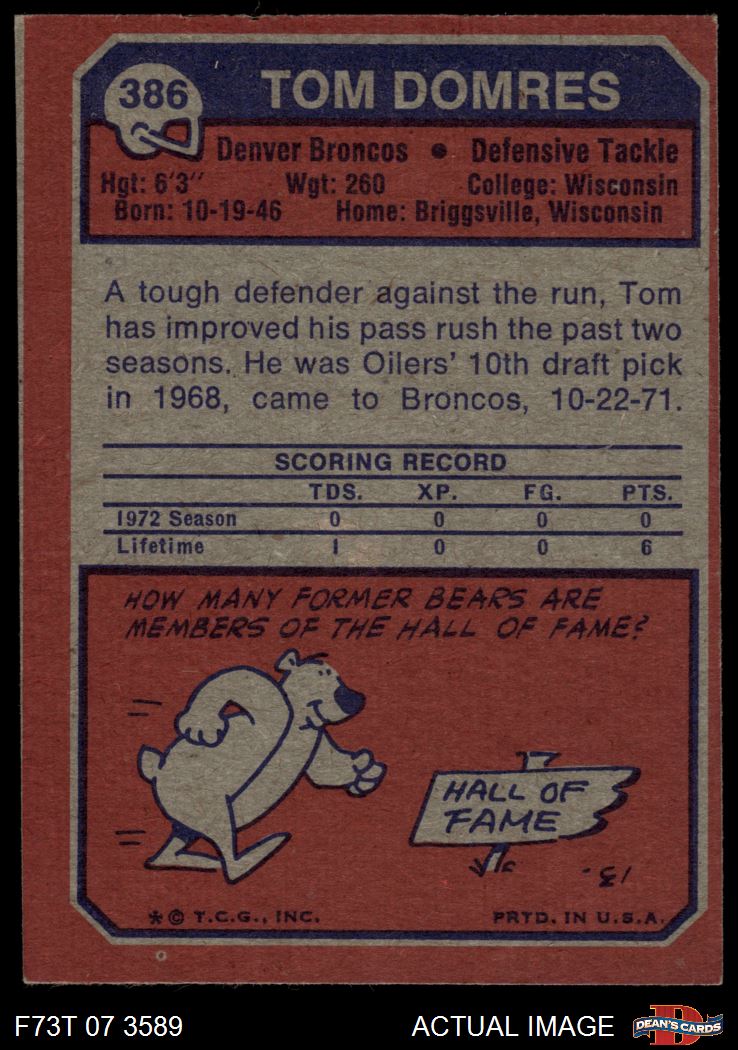 386
TOM DOMRES
Denver Broncos • Defensive Tackle
Hgt: 6'3" Wgt: 260 College: Wisconsin
Born: 10-19-46 Home: Briggsville, Wisconsin
A tough defender against the run, Tom
has improved his pass rush the past two
seasons. He was Oilers' 10th draft pick
in 1968, came to Broncos, 10-22-71.
SCORING RECORD
TDS. XP. FG. PTS.
1972 Season 0 0 0 0
Lifetime 1 0 0 6
HOW MANY FORMER BEARS ARE
MEMBERS OF THE HALL OF FAME?
HALL OF
FAME
13.
* © T.C.G., INC. PRTD. IN U.S.A.
F73T 07 3589 ACTUAL IMAGE
D
DEAN'S CARDS